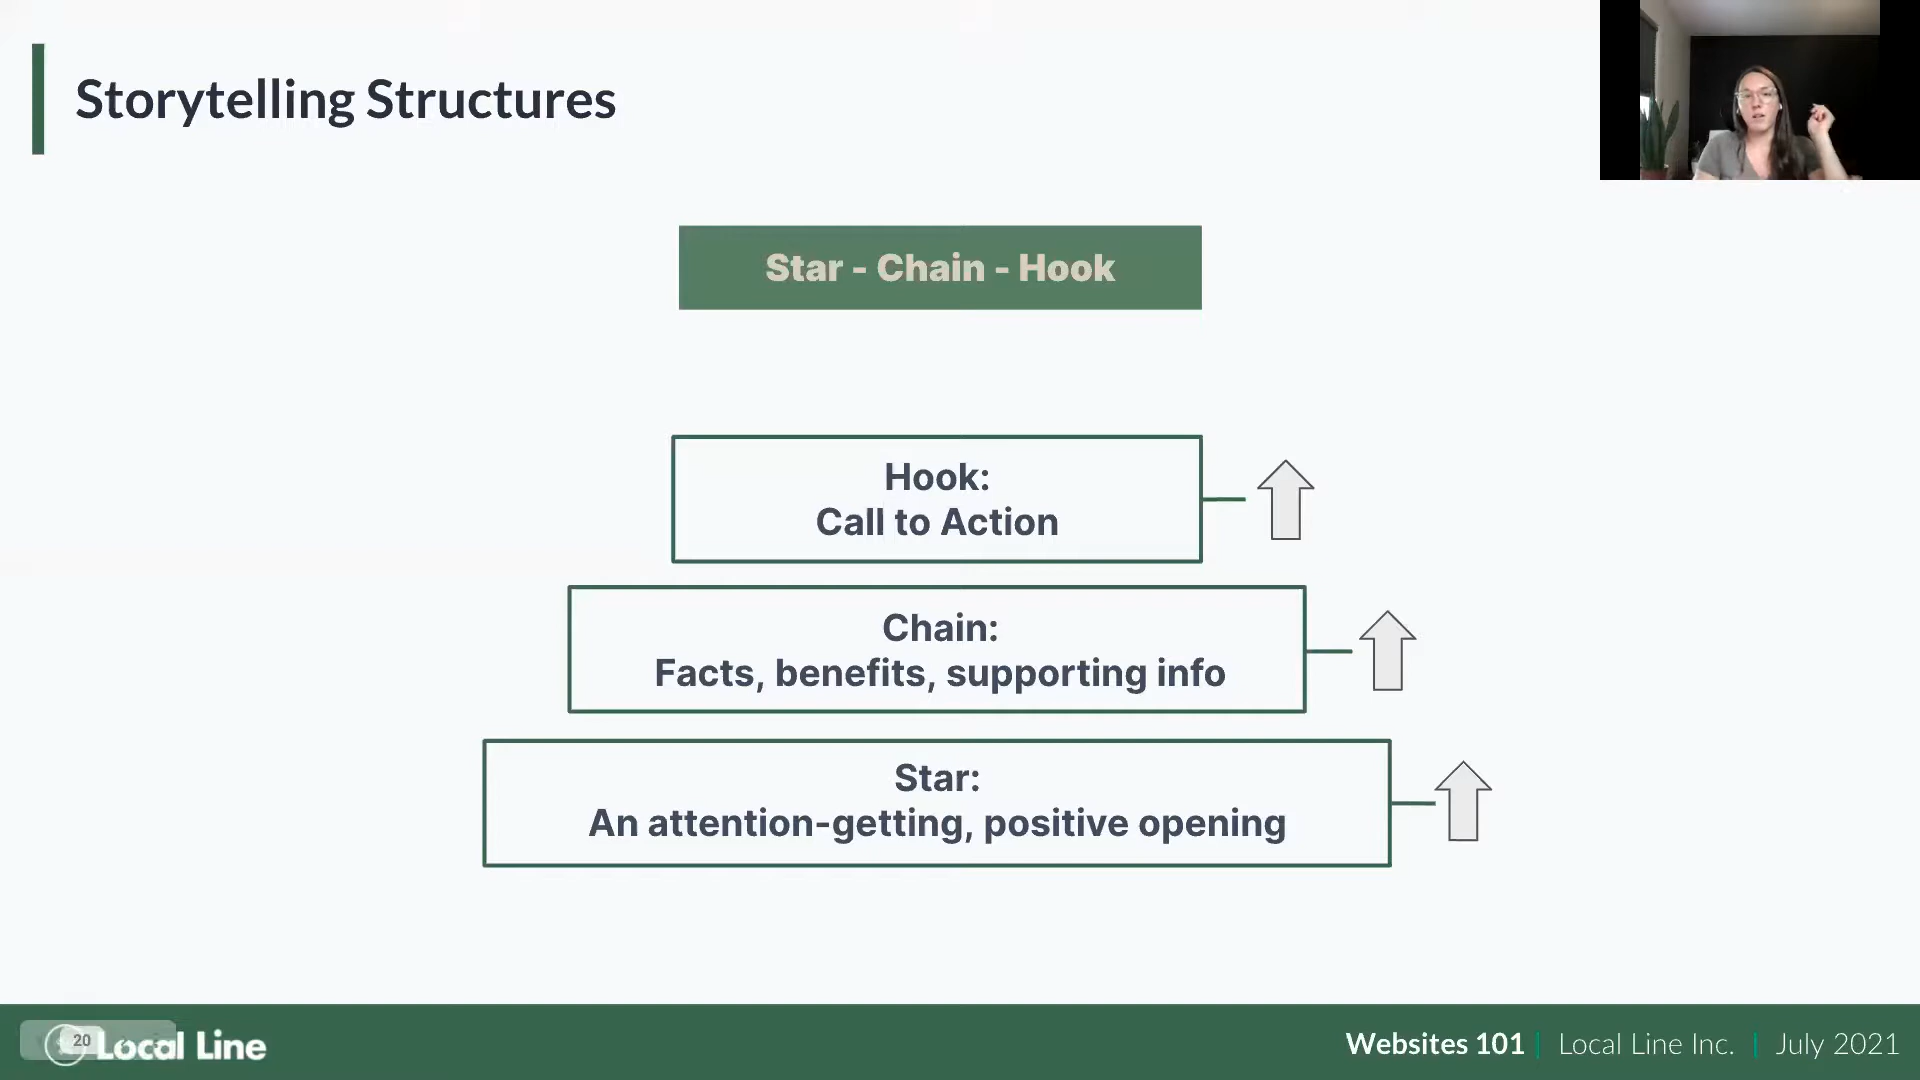 Storytelling Structures
Star - Chain - Hook
Hook:
Call to Action
Chain:
Facts, benefits, supporting info
Star:
An attention-getting, positive opening
20
Local Line
Websites 101 | Local Line Inc. | July 2021